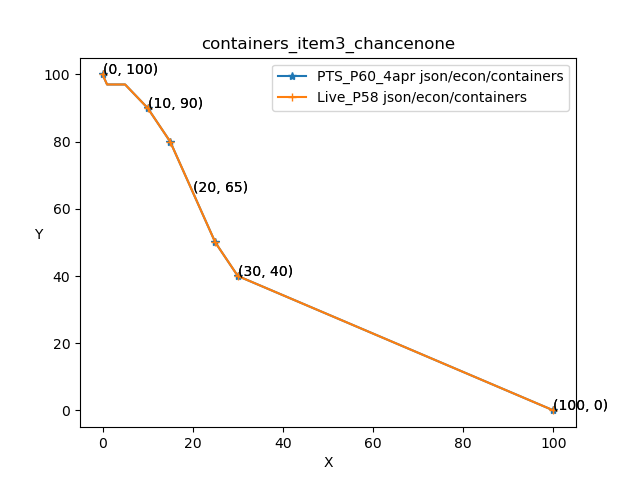 containers_item3_chancenone
PTS_P60_4apr json/econ/containers
Live_P58 json/econ/containers
(0, 100)
(10, 90)
(20, 65)
(30, 40)
(100, 0)
100
80
60
40
20
0
Y
0 20 40 60 80 100
X